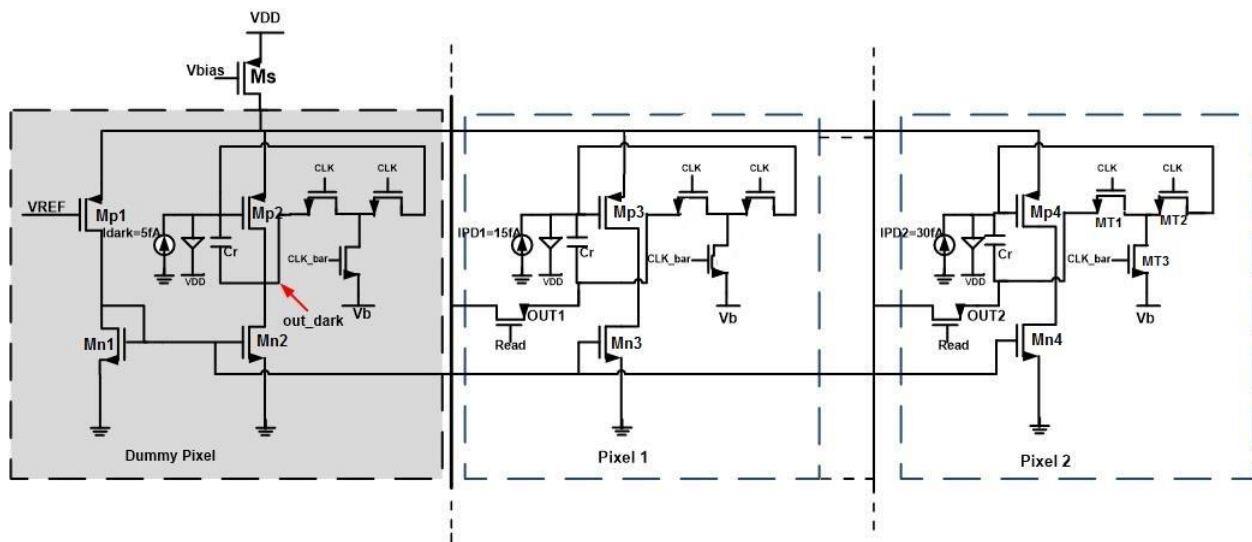 VDD
Vbias
Ms
CLK
CLK
CLK
CLK
CLK
CLK
VREF
Mp1
Idark=5fA
Mp2
Cr
VDD
CLK_bar
Vb
out_dark
Mn1
Mn2
Dummy Pixel
IPD1=15fA
Mp3
Cr
VDD
CLK_bar
Vb
OUT1
Read
Mn3
Pixel 1
IPD2=30fA
Mp4
Cr
VDD
MT1
MT2
CLK_bar
MT3
Vb
OUT2
Read
Mn4
Pixel 2